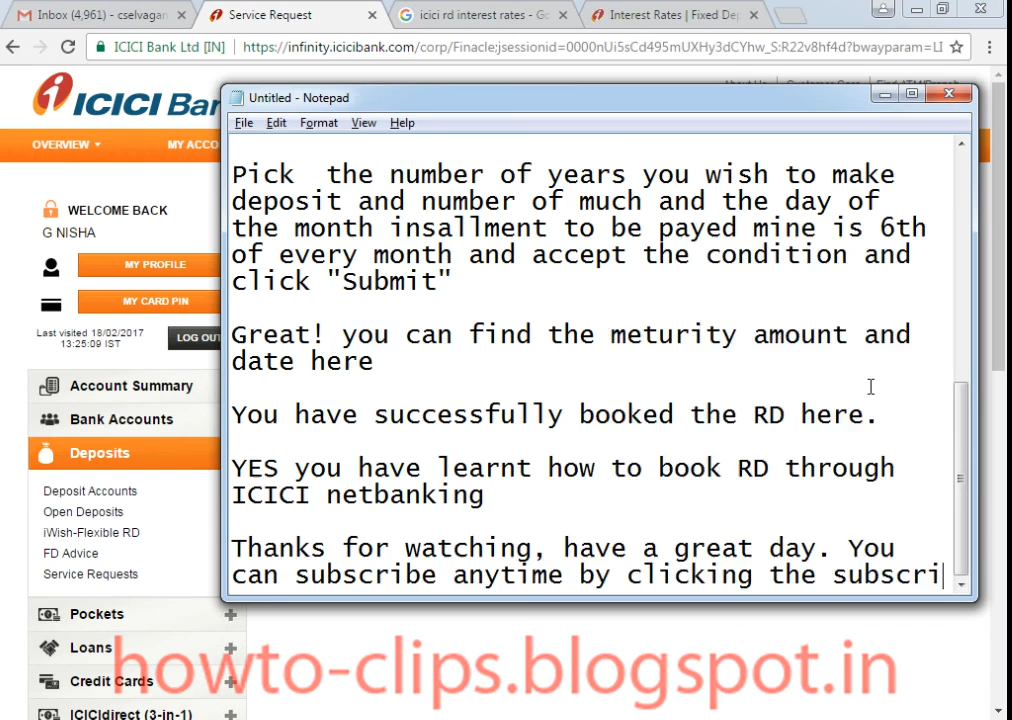 Inbox (4,961) - cselvagan
Service Request
icici rd interest rates - Go
Interest Rates | Fixed Dep
ICICI Bank Ltd [IN]
https://infinity.icicibank.com/corp/Finacle;jsessionid=0000nUi5sCd495mUXHy3dCYhw_S:R22v8hf4d?bwayparam=LI
ICICI Ban
OVERVIEW
MY ACCO
WELCOME BACK
G NISHA
MY PROFILE
MY CARD PIN
Last visited 18/02/2017
13:25:09 IST
LOG OUT
Account Summary
Bank Accounts
Deposits
Deposit Accounts
Open Deposits
iWish-Flexible RD
FD Advice
Service Requests
Pockets
Loans
Credit Cards
ICICIdirect (3-in-1)
Untitled - Notepad
File Edit Format View Help
Pick  the number of years you wish to make
deposit and number of much and the day of
the month insallment to be payed mine is 6th
of every month and accept the condition and
click "Submit"
Great! you can find the meturity amount and
date here
You have successfully booked the RD here.
YES you have learnt how to book RD through
ICICI netbanking
Thanks for watching, have a great day. You
can subscribe anytime by clicking the subscri
howto-clips.blogspot.in